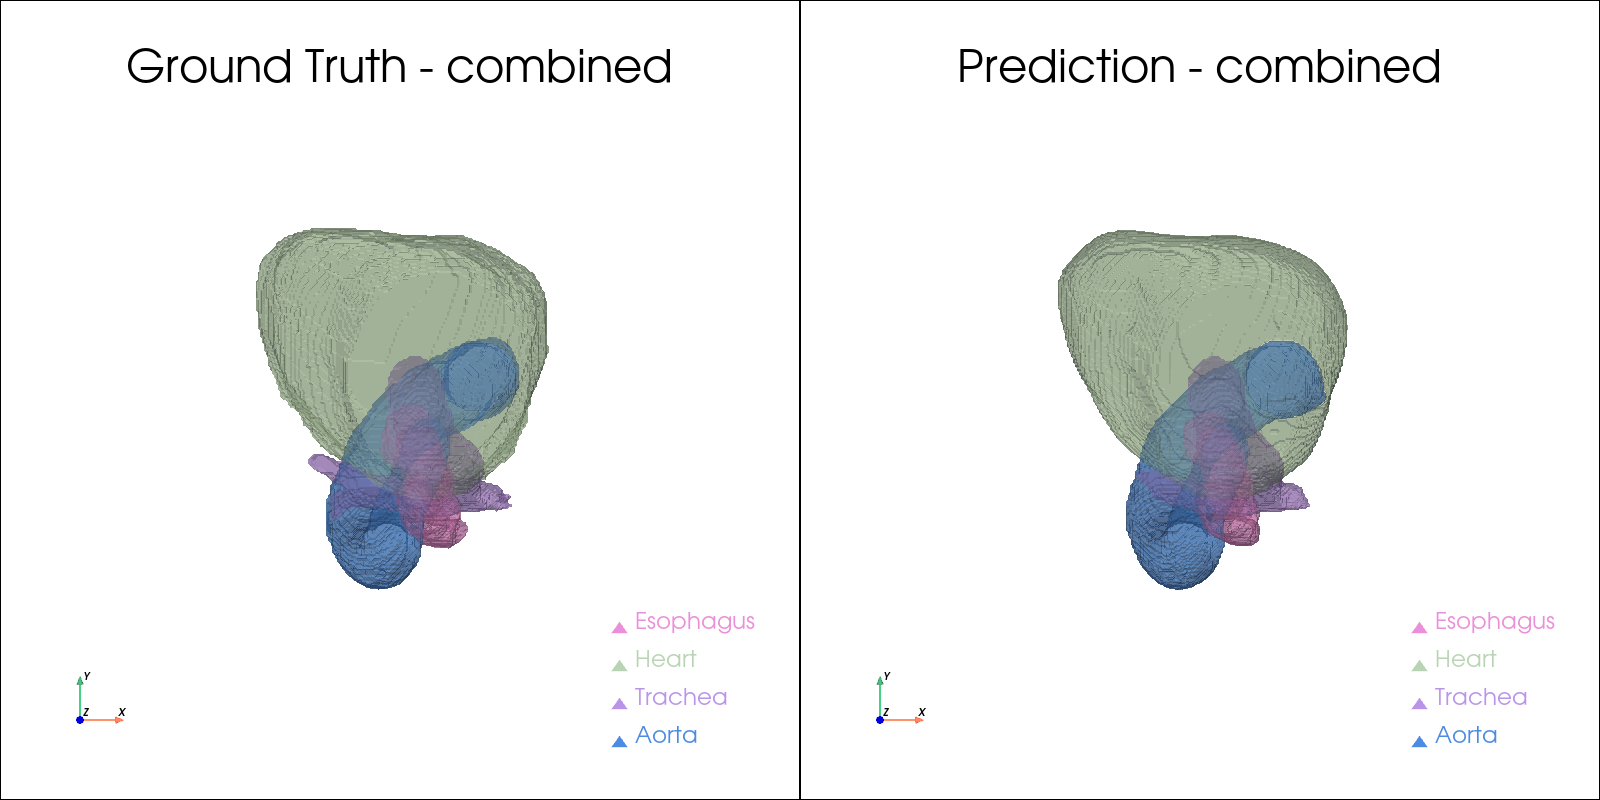 Ground Truth - combined
Esophagus
Heart
Trachea
Aorta
Y
Z
X
Prediction - combined
Esophagus
Heart
Trachea
Aorta
Y
Z
X